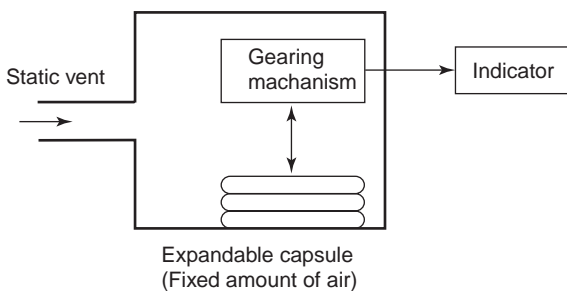 Static vent
Gearing
machanism
Indicator
Expandable capsule
(Fixed amount of air)